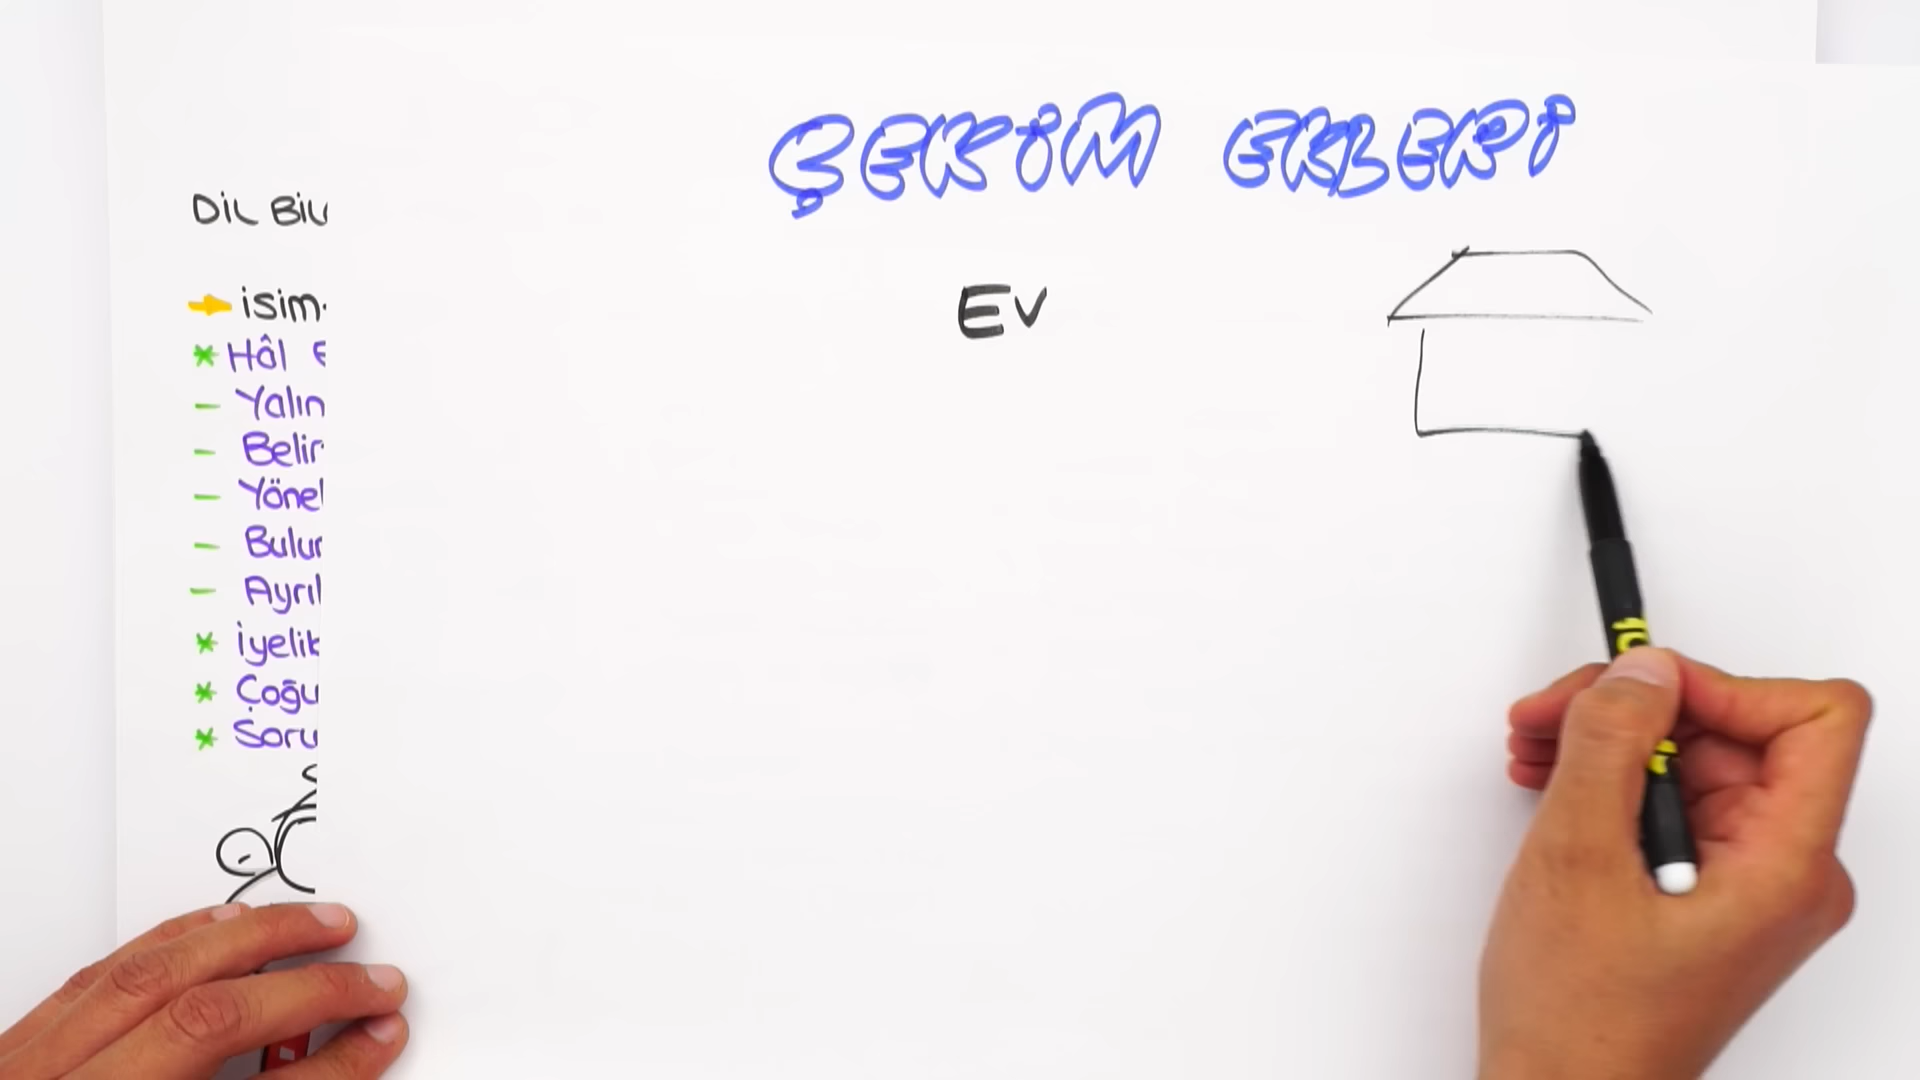 ÇEKİM EKLERİ
DİL BİL
EV
isim
Hâl E
Yalın
Belir
Yönel
Bulun
Ayrıl
İyelik
Çoğu
Soru